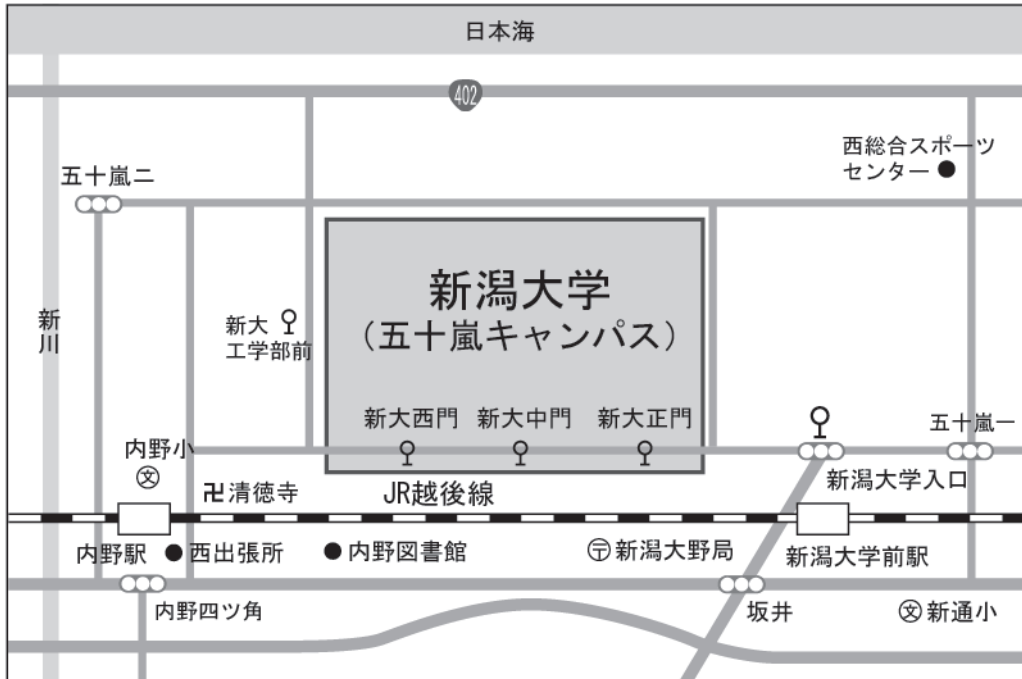 日本海
402
西総合スポーツ
センター
五十嵐二
新潟大学
(五十嵐キャンパス)
新川
新大
工学部前
新大西門
新大中門
新大正門
五十嵐一
内野小
文
新潟大学入口
卍清徳寺
JR越後線
内野駅
西出張所
内野図書館
〒新潟大野局
新潟大学前駅
内野四ツ角
坂井
文新通小